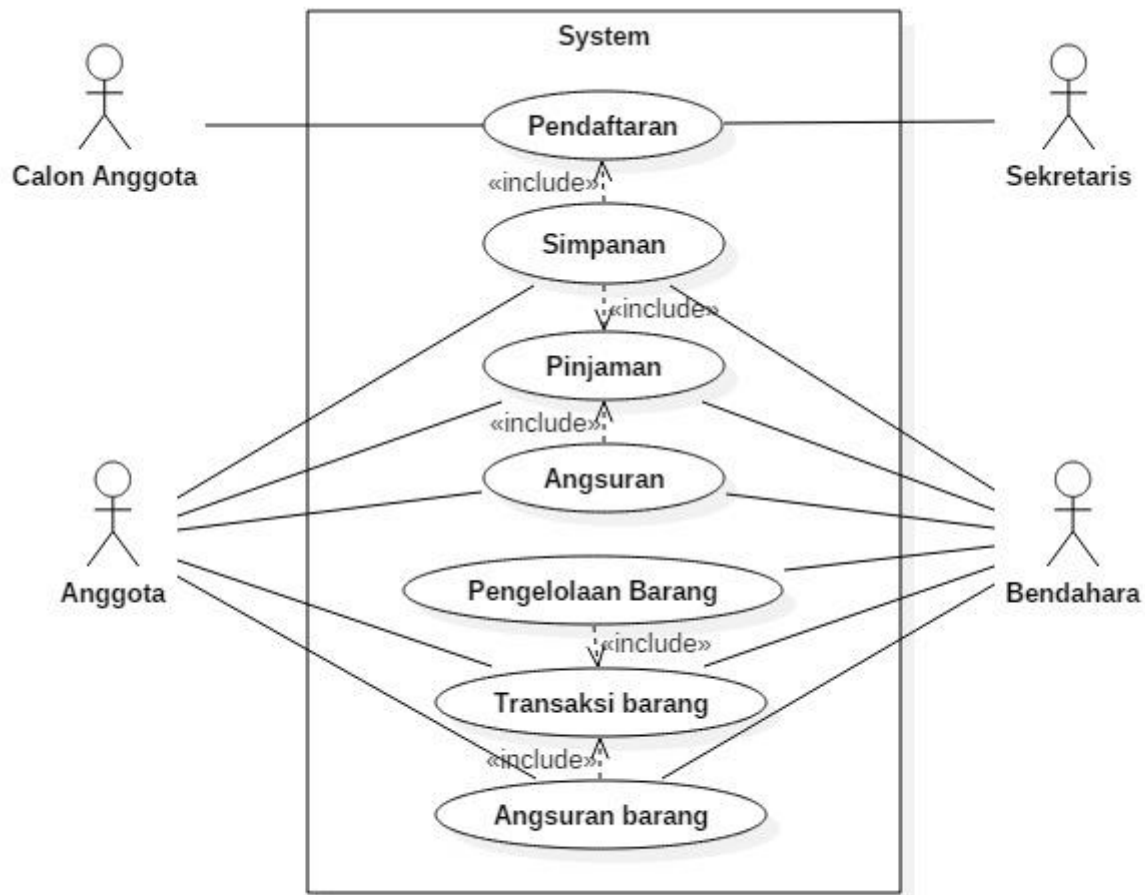 System
Pendaftaran
Calon Anggota
Sekretaris
«include»
Simpanan
«include»
Pinjaman
«include»
Angsuran
Pengelolaan Barang
Anggota
Bendahara
«include»
Transaksi barang
«include»
Angsuran barang